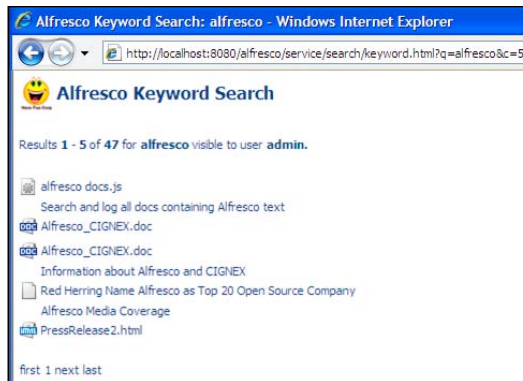 Alfresco Keyword Search: alfresco - Windows Internet Explorer
http://localhost:8080/alfresco/service/search/keyword.html?q=alfresco&c=5
Alfresco Keyword Search
Results 1 - 5 of 47 for alfresco visible to user admin.
alfresco docs.js
Search and log all docs containing Alfresco text
Alfresco_CIGNEX.doc
Alfresco_CIGNEX.doc
Information about Alfresco and CIGNEX
Red Herring Name Alfresco as Top 20 Open Source Company
Alfresco Media Coverage
PressRelease2.html
first 1 next last